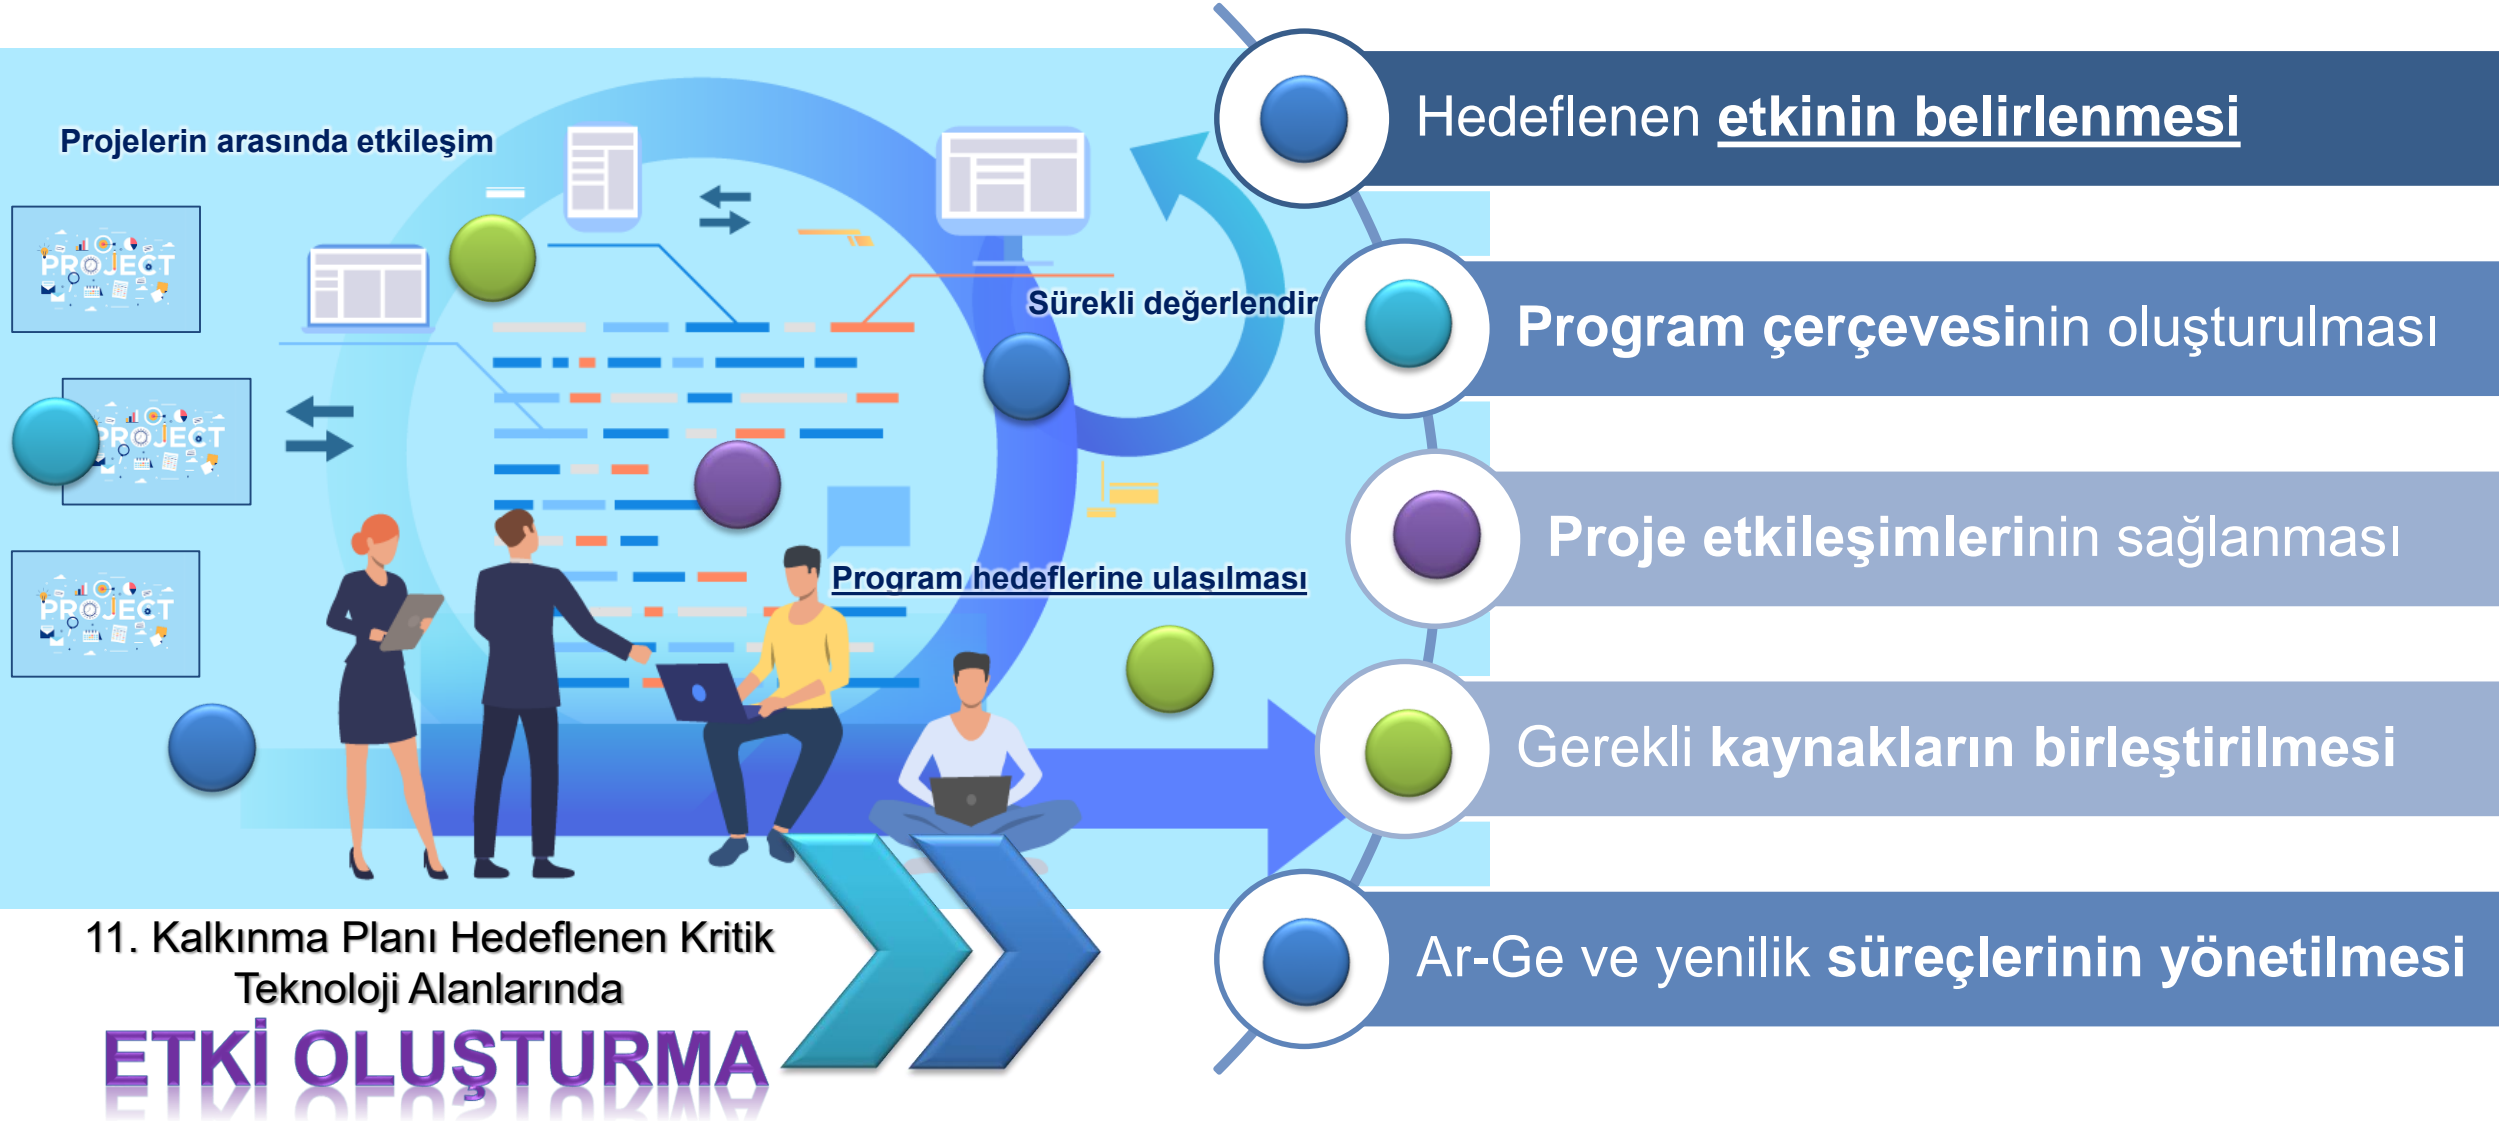 Projelerin arasında etkileşim
PROJECT
PROJECT
PROJECT
Sürekli değerlendir
Program hedeflerine ulaşılması
11. Kalkınma Planı Hedeflenen Kritik
Teknoloji Alanlarında
ETKİ OLUŞTURMA
Hedeflenen etkinin belirlenmesi
Program çerçevesinin oluşturulması
Proje etkileşimlerinin sağlanması
Gerekli kaynakların birleştirilmesi
Ar-Ge ve yenilik süreçlerinin yönetilmesi